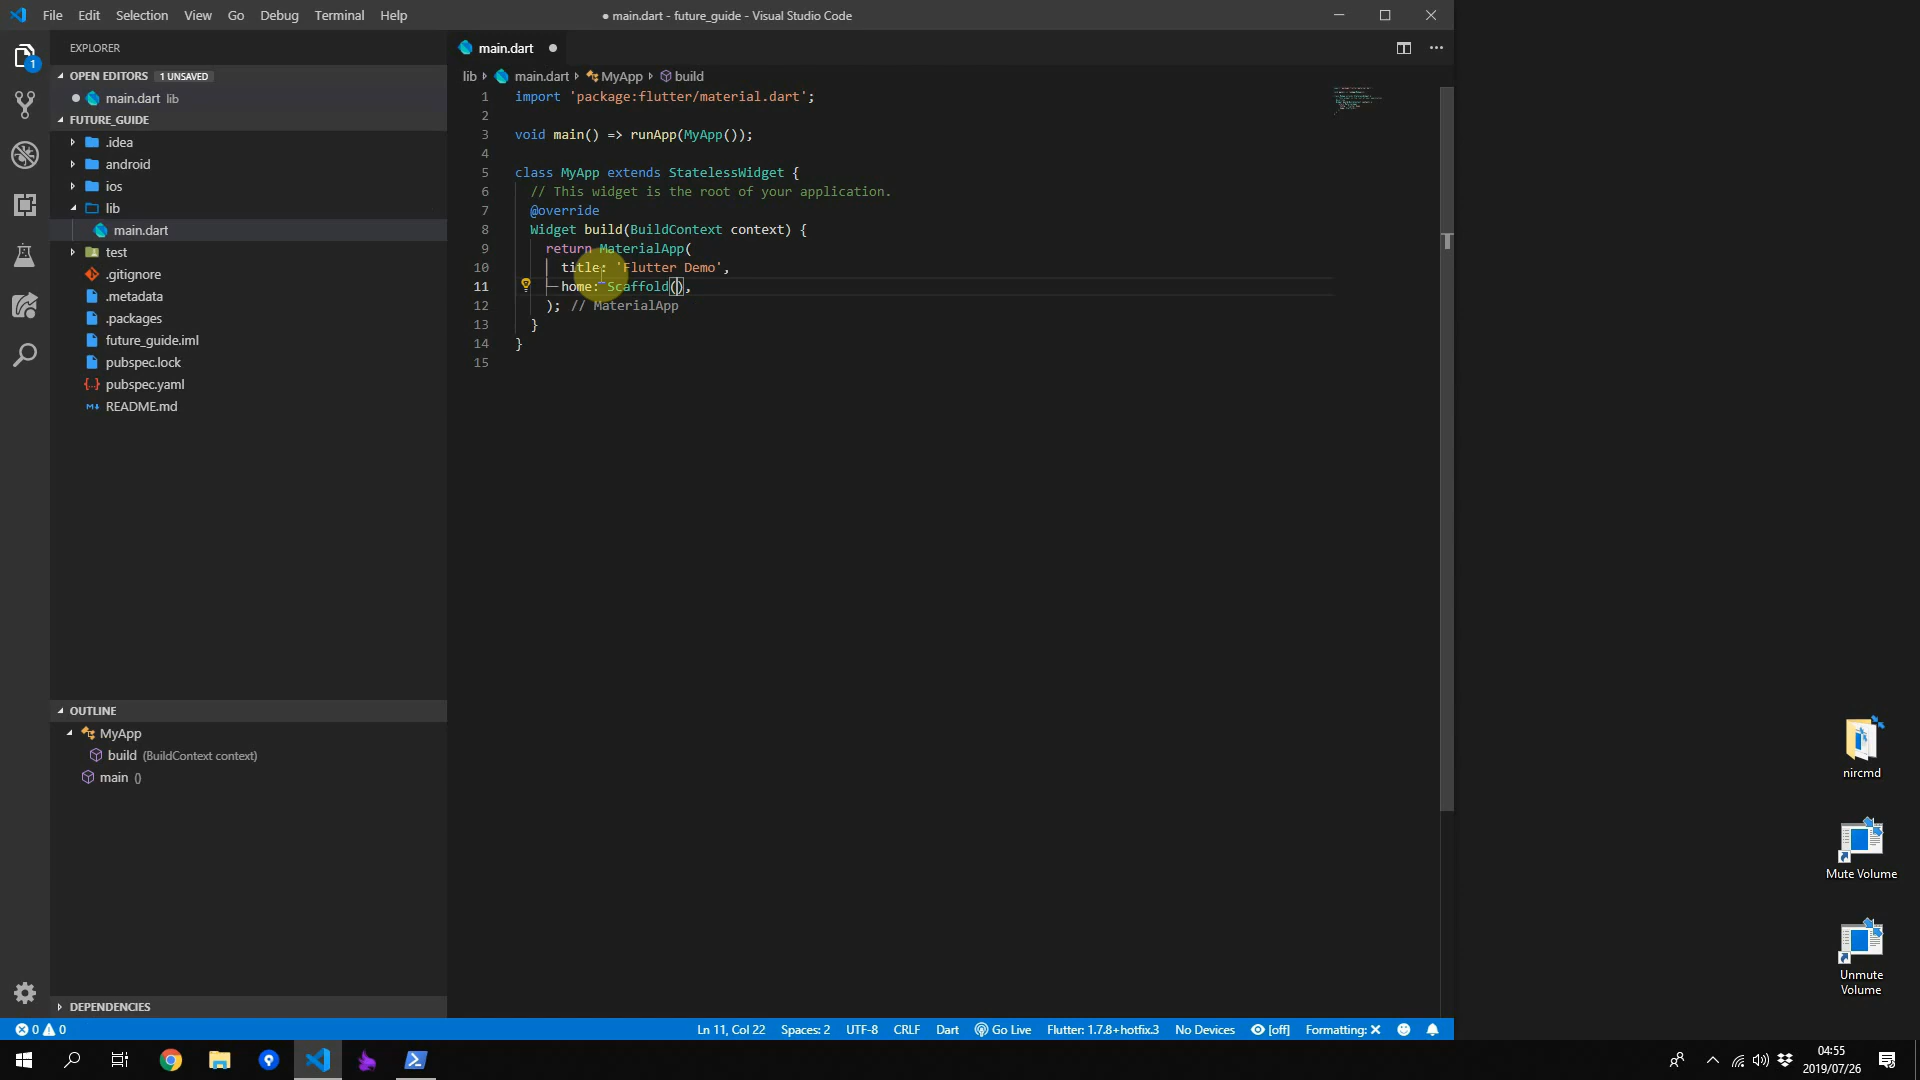 File Edit Selection View Go Debug Terminal Help
● main.dart - future_guide - Visual Studio Code
EXPLORER
1
OPEN EDITORS 1 UNSAVED
main.dart lib
FUTURE_GUIDE
.idea
android
ios
lib
main.dart
test
.gitignore
.metadata
.packages
future_guide.iml
pubspec.lock
pubspec.yaml
README.md
OUTLINE
MyApp
build (BuildContext context)
main ()
DEPENDENCIES
main.dart
lib main.dart MyApp build
1 import 'package:flutter/material.dart';
2
3 void main() => runApp(MyApp());
4
5 class MyApp extends StatelessWidget {
6 // This widget is the root of your application.
7 @override
8 Widget build(BuildContext context) {
9 return MaterialApp(
10 title: 'Flutter Demo',
11 home: Scaffold(),
12 ); // MaterialApp
13 }
14 }
15
nircmd
Mute Volume
Unmute
Volume
0 0 Ln 11, Col 22 Spaces: 2 UTF-8 CRLF Dart Go Live Flutter: 1.7.8+hotfix.3 No Devices [off] Formatting: ✕
04:55
2019/07/26